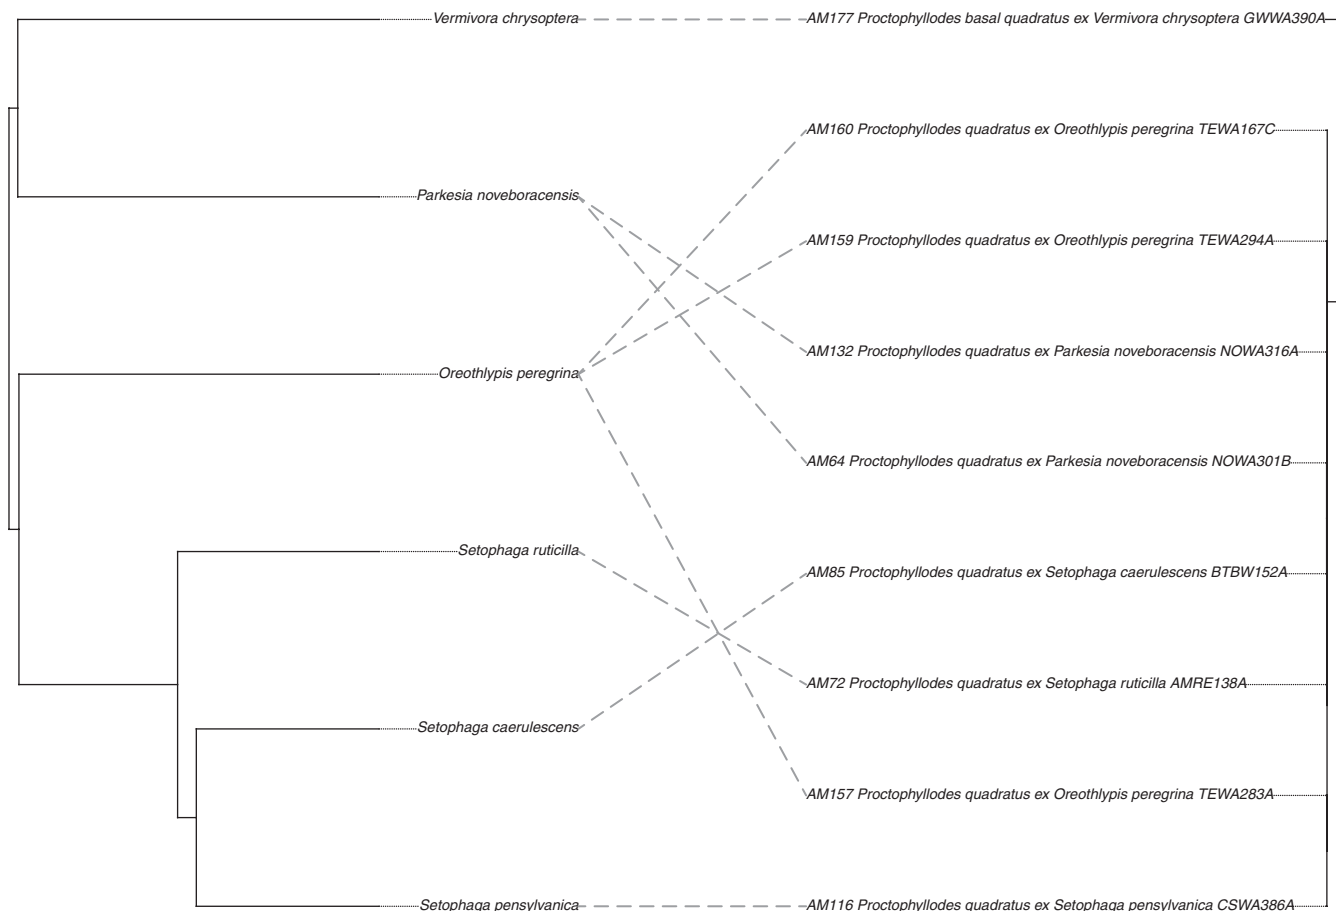 Vermivora chrysoptera
AM177 Proctophyllodes basal quadratus ex Vermivora chrysoptera GWWA390A
AM160 Proctophyllodes quadratus ex Oreothlypis peregrina TEWA167C
Parkesia noveboracensis
AM159 Proctophyllodes quadratus ex Oreothlypis peregrina TEWA294A
AM132 Proctophyllodes quadratus ex Parkesia noveboracensis NOWA316A
Oreothlypis peregrina
AM64 Proctophyllodes quadratus ex Parkesia noveboracensis NOWA301B
Setophaga ruticilla
AM85 Proctophyllodes quadratus ex Setophaga caerulescens BTBW152A
AM72 Proctophyllodes quadratus ex Setophaga ruticilla AMRE138A
Setophaga caerulescens
AM157 Proctophyllodes quadratus ex Oreothlypis peregrina TEWA283A
Setophaga pensylvanica
AM116 Proctophyllodes quadratus ex Setophaga pensylvanica CSWA386A